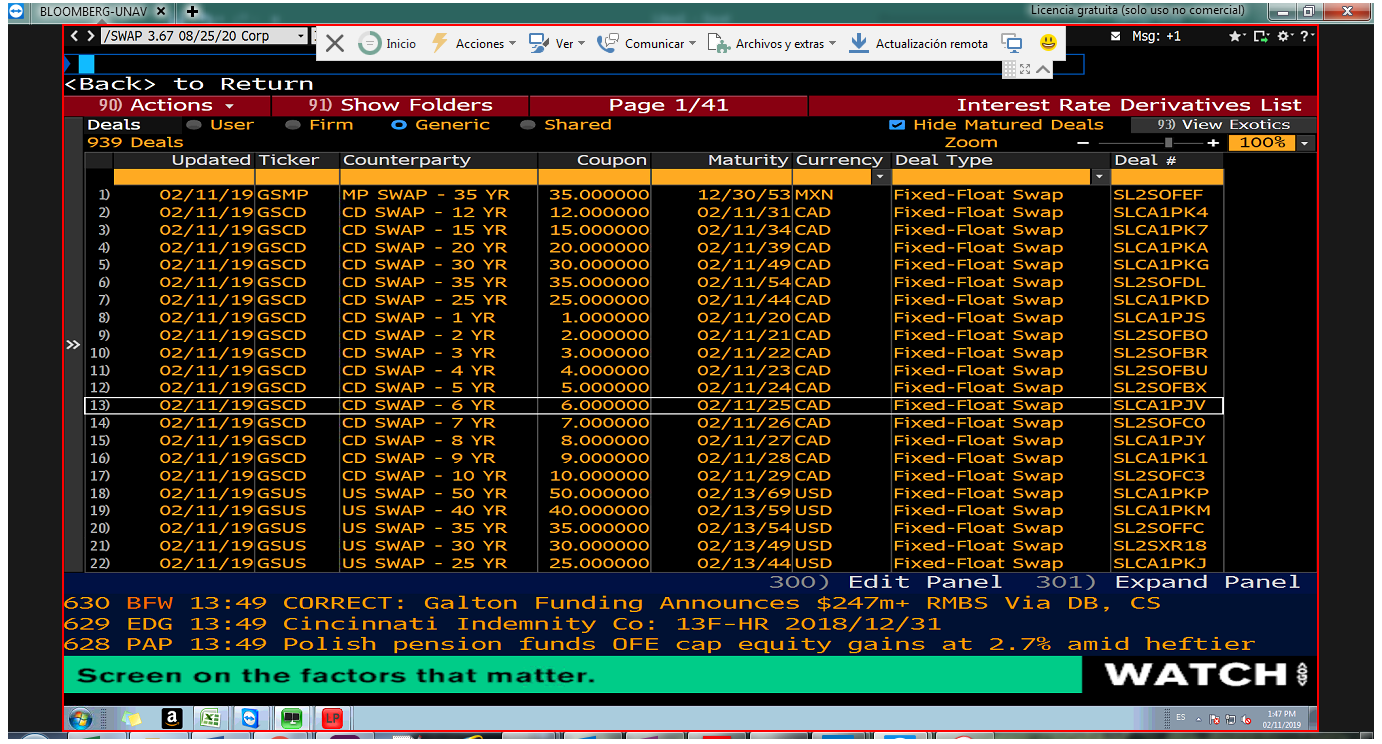 BLOOMBERG-UNAV × + Licencia gratuita (solo uso no comercial)
< > /SWAP 3.67 08/25/20 Corp Inicio Acciones Ver Comunicar Archivos y extras Actualización remota Msg: +1
<Back> to Return
90) Actions 91) Show Folders Page 1/41 Interest Rate Derivatives List
Deals User Firm Generic Shared Hide Matured Deals 93) View Exotics
939 Deals Zoom - + 100%
Updated Ticker Counterparty Coupon Maturity Currency Deal Type Deal #
1) 02/11/19 GSMP MP SWAP - 35 YR 35.000000 12/30/53 MXN Fixed-Float Swap SL2SOFEF
2) 02/11/19 GSCD CD SWAP - 12 YR 12.000000 02/11/31 CAD Fixed-Float Swap SLCA1PK4
3) 02/11/19 GSCD CD SWAP - 15 YR 15.000000 02/11/34 CAD Fixed-Float Swap SLCA1PK7
4) 02/11/19 GSCD CD SWAP - 20 YR 20.000000 02/11/39 CAD Fixed-Float Swap SLCA1PKA
5) 02/11/19 GSCD CD SWAP - 30 YR 30.000000 02/11/49 CAD Fixed-Float Swap SLCA1PKG
6) 02/11/19 GSCD CD SWAP - 35 YR 35.000000 02/11/54 CAD Fixed-Float Swap SL2SOFDL
7) 02/11/19 GSCD CD SWAP - 25 YR 25.000000 02/11/44 CAD Fixed-Float Swap SLCA1PKD
8) 02/11/19 GSCD CD SWAP - 1 YR 1.000000 02/11/20 CAD Fixed-Float Swap SLCA1PJS
9) 02/11/19 GSCD CD SWAP - 2 YR 2.000000 02/11/21 CAD Fixed-Float Swap SL2SOFBO
10) 02/11/19 GSCD CD SWAP - 3 YR 3.000000 02/11/22 CAD Fixed-Float Swap SL2SOFBR
11) 02/11/19 GSCD CD SWAP - 4 YR 4.000000 02/11/23 CAD Fixed-Float Swap SL2SOFBU
12) 02/11/19 GSCD CD SWAP - 5 YR 5.000000 02/11/24 CAD Fixed-Float Swap SL2SOFBX
13) 02/11/19 GSCD CD SWAP - 6 YR 6.000000 02/11/25 CAD Fixed-Float Swap SLCA1PJV
14) 02/11/19 GSCD CD SWAP - 7 YR 7.000000 02/11/26 CAD Fixed-Float Swap SL2SOFC0
15) 02/11/19 GSCD CD SWAP - 8 YR 8.000000 02/11/27 CAD Fixed-Float Swap SLCA1PJY
16) 02/11/19 GSCD CD SWAP - 9 YR 9.000000 02/11/28 CAD Fixed-Float Swap SLCA1PK1
17) 02/11/19 GSCD CD SWAP - 10 YR 10.000000 02/11/29 CAD Fixed-Float Swap SL2SOFC3
18) 02/11/19 GSUS US SWAP - 50 YR 50.000000 02/13/69 USD Fixed-Float Swap SLCA1PKP
19) 02/11/19 GSUS US SWAP - 40 YR 40.000000 02/13/59 USD Fixed-Float Swap SLCA1PKM
20) 02/11/19 GSUS US SWAP - 35 YR 35.000000 02/13/54 USD Fixed-Float Swap SL2SOFFC
21) 02/11/19 GSUS US SWAP - 30 YR 30.000000 02/13/49 USD Fixed-Float Swap SL2SXR18
22) 02/11/19 GSUS US SWAP - 25 YR 25.000000 02/13/44 USD Fixed-Float Swap SLCA1PKJ
300) Edit Panel 301) Expand Panel
630 BFW 13:49 CORRECT: Galton Funding Announces $247m+ RMBS Via DB, CS
629 EDG 13:49 Cincinnati Indemnity Co: 13F-HR 2018/12/31
628 PAP 13:49 Polish pension funds OFE cap equity gains at 2.7% amid heftier
Screen on the factors that matter. WATCH
a LP ES 1:47 PM
02/11/2019